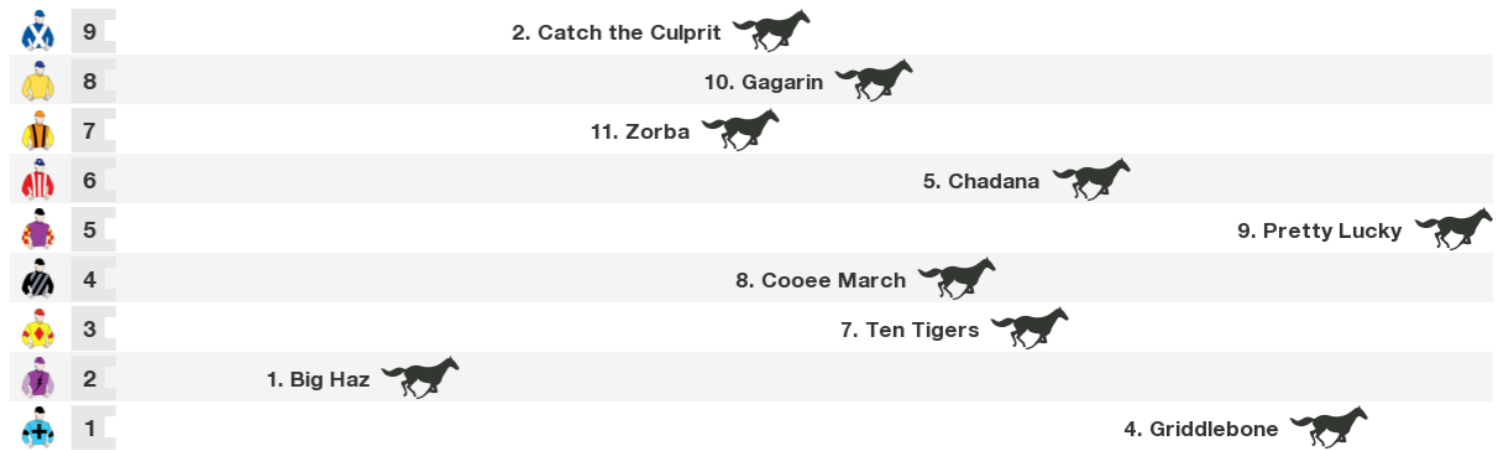 9 2. Catch the Culprit
8 10. Gagarin
7 11. Zorba
6 5. Chadana
5 9. Pretty Lucky
4 8. Cooee March
3 7. Ten Tigers
2 1. Big Haz
1 4. Griddlebone